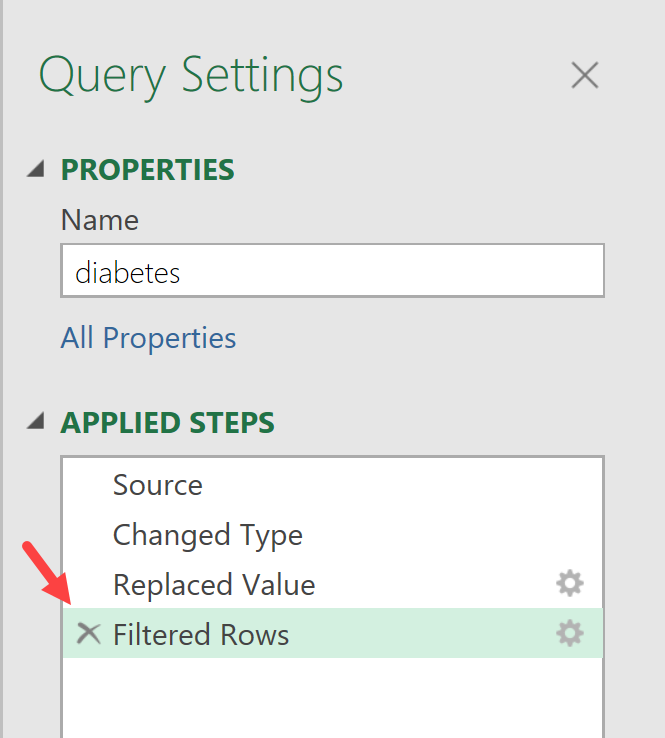 Query Settings
PROPERTIES
Name
diabetes
All Properties
APPLIED STEPS
Source
Changed Type
Replaced Value
Filtered Rows